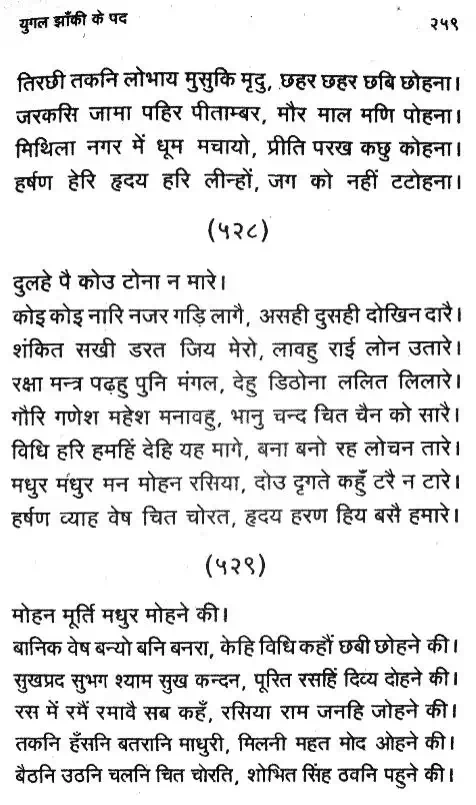 युगल झाँकी के पद
२५९
तिरछी तकनि लोभाय मुसुकि मृदु, छहर छहर छबि छोहना।
जरकसि जामा पहिर पीताम्बर, मौर माल मणि पोहना।
मिथिला नगर में धूम मचायो, प्रीति परख कछु कोहना।
हर्षण हेरि हृदय हरि लीन्हों, जग को नहीं टटोहना।
(५२८)
दुलहे पै कोउ टोना न मारे।
कोइ कोइ नारि नजर गड़ि लागै, असही दुसही दोखिन दारै।
शंकित सखी डरत जिय मेरो, लावहु राई लोन उतारे।
रक्षा मन्त्र पढ़हु पुनि मंगल, देहु डिठोना ललित लिलारे।
गौरि गणेश महेश मनावहु, भानु चन्द चित चैन को सारै।
विधि हरि हमहिं देहि यह मागे, बना बनो रह लोचन तारे।
मधुर मधुर मन मोहन रसिया, दोउ दृगते कहुँ टरै न टारे।
हर्षण व्याह वेष चित चोरत, हृदय हरण हिय बसै हमारे।
(५२९)
मोहन मूर्ति मधुर मोहने की।
बानिक वेष बन्यो बनि बनरा, केहि विधि कहौं छबी छोहने की।
सुखप्रद सुभग श्याम सुख कन्दन, पूरित रसहिं दिव्य दोहने की।
रस में रमैं रमावै सब कहँ, रसिया राम जनहि जोहने की।
तकनि हँसनि बतरानि माधुरी, मिलनी महत मोद ओहने की।
बैठनि उठनि चलनि चित चोरति, शोभित सिंह ठवनि पहुने की।